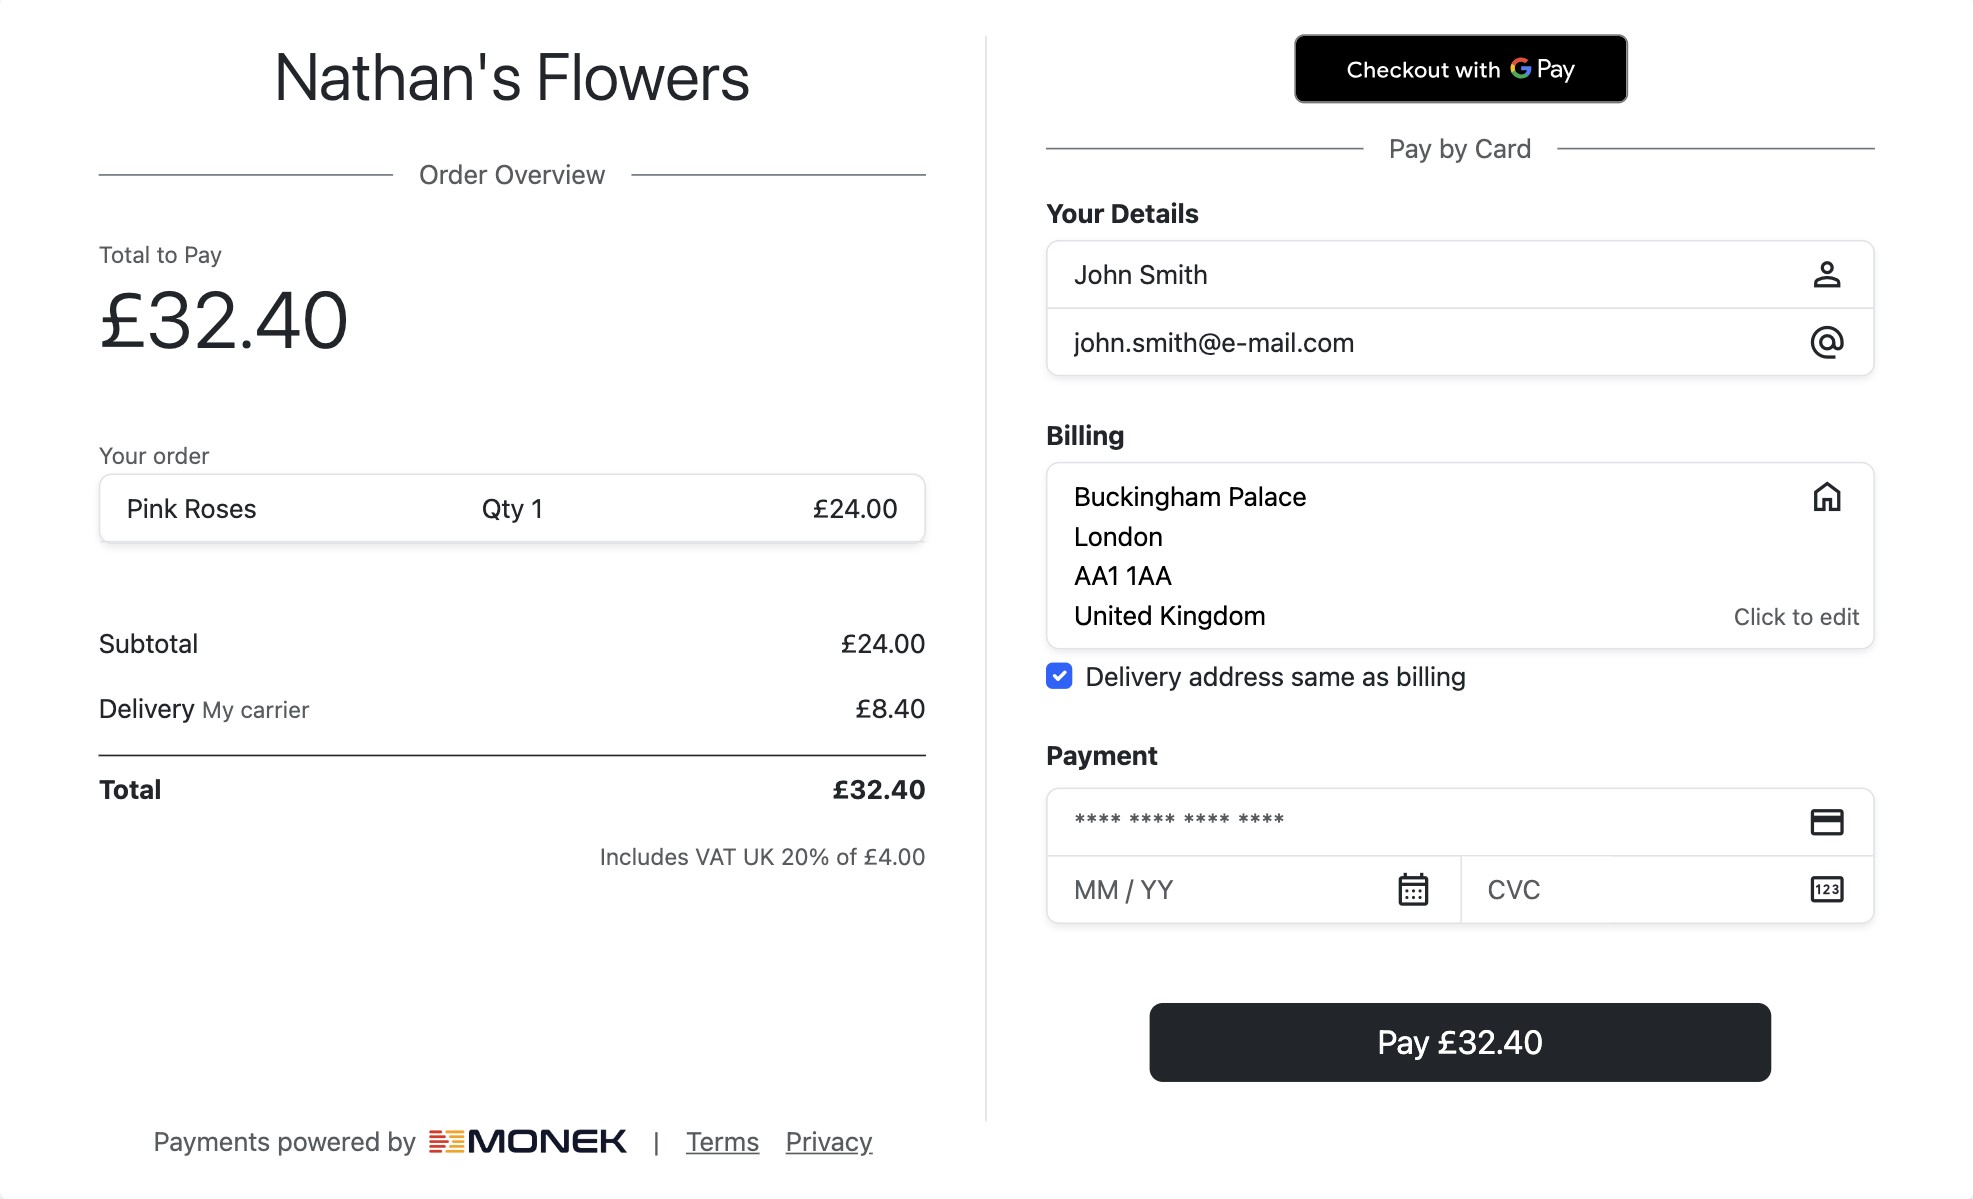 Nathan's Flowers
Order Overview
Total to Pay
£32.40
Your order
Pink Roses Qty 1 £24.00
Subtotal £24.00
Delivery My carrier £8.40
Total £32.40
Includes VAT UK 20% of £4.00
Payments powered by MONEK | Terms Privacy
Checkout with G Pay
Pay by Card
Your Details
John Smith
john.smith@e-mail.com
Billing
Buckingham Palace
London
AA1 1AA
United Kingdom Click to edit
Delivery address same as billing
Payment
**** **** **** ****
MM / YY CVC 123
Pay £32.40